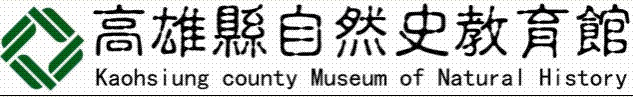 高雄縣自然史教育館
Kaohsiung county Museum of Natural History